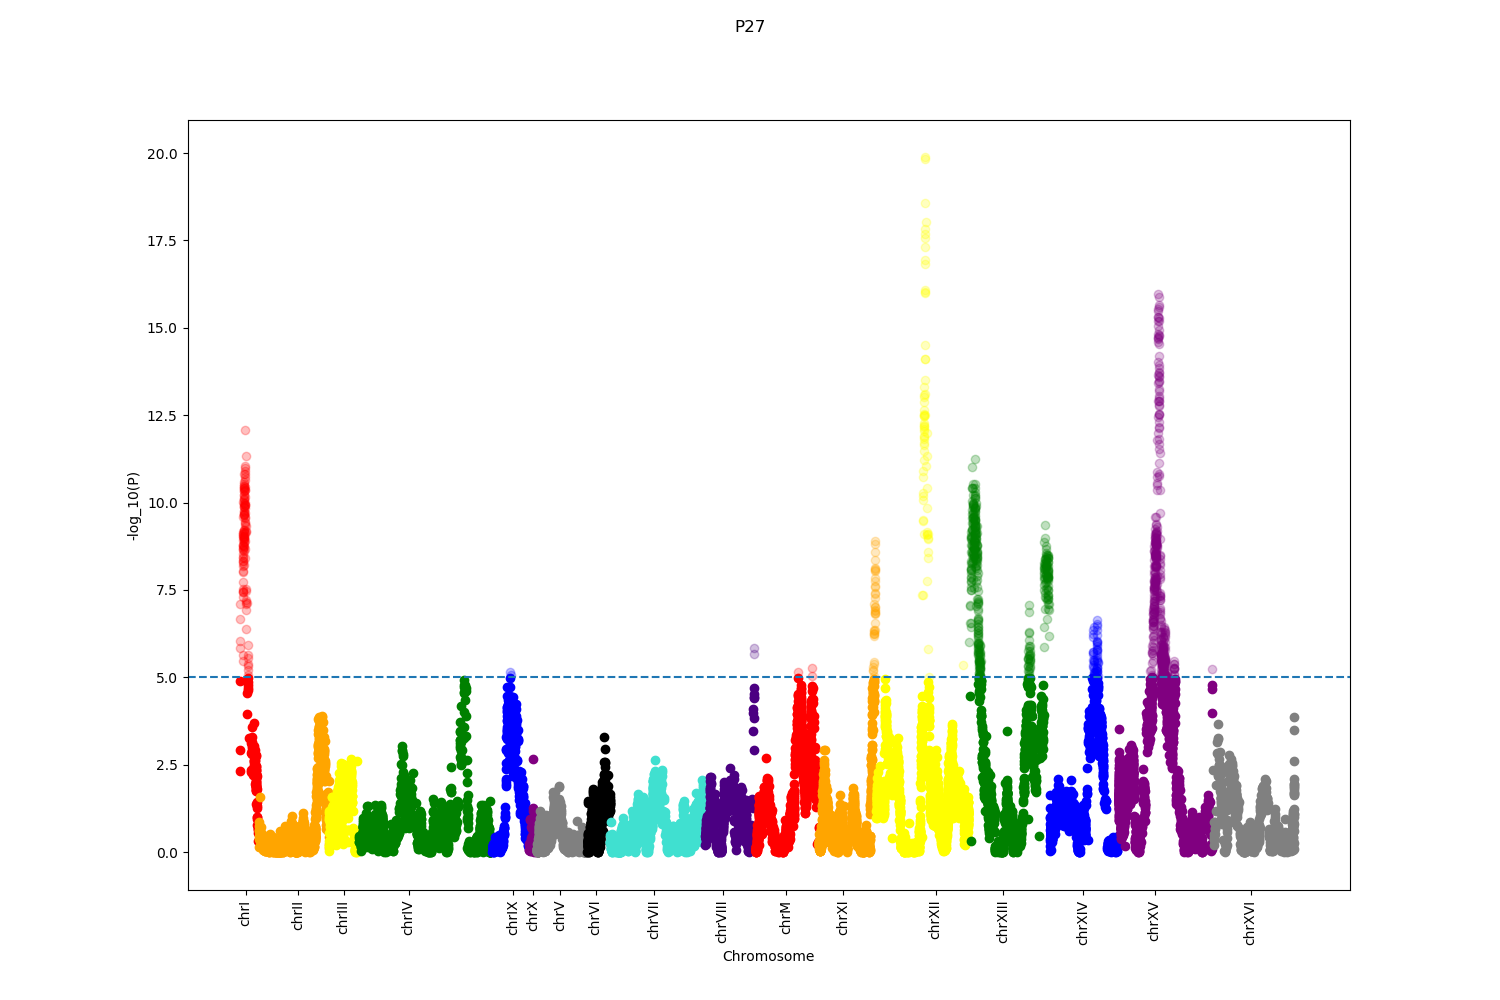 P27
20.0
17.5
15.0
12.5
10.0
7.5
5.0
2.5
0.0
-log_10(P)
chrI
chrII
chrIII
chrIV
chrIX
chrX
chrV
chrVI
chrVII
chrVIII
chrM
chrXI
chrXII
chrXIII
chrXIV
chrXV
chrXVI
Chromosome